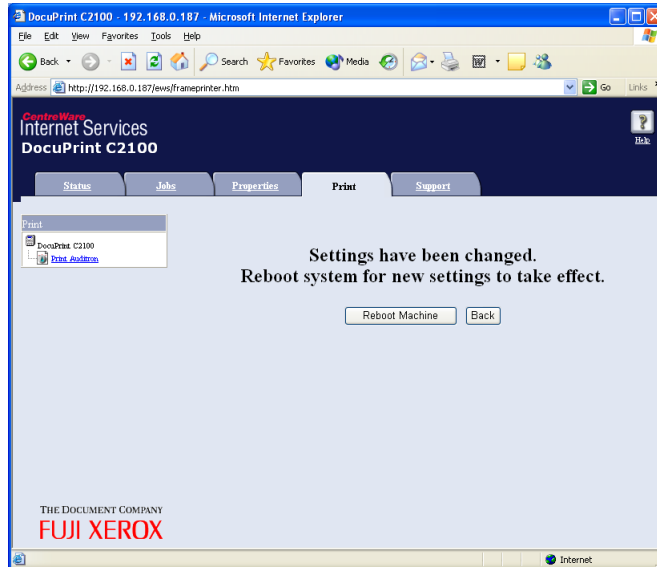 DocuPrint C2100 - 192.168.0.187 - Microsoft Internet Explorer
File Edit View Favorites Tools Help
Back Search Favorites Media
Address http://192.168.0.187/ews/frameprinter.htm Go Links
CentreWare
Internet Services
DocuPrint C2100
Help
Status Jobs Properties Print Support
Print
DocuPrint C2100
Print Auditron
Settings have been changed.
Reboot system for new settings to take effect.
Reboot Machine Back
THE DOCUMENT COMPANY
FUJI XEROX
Internet